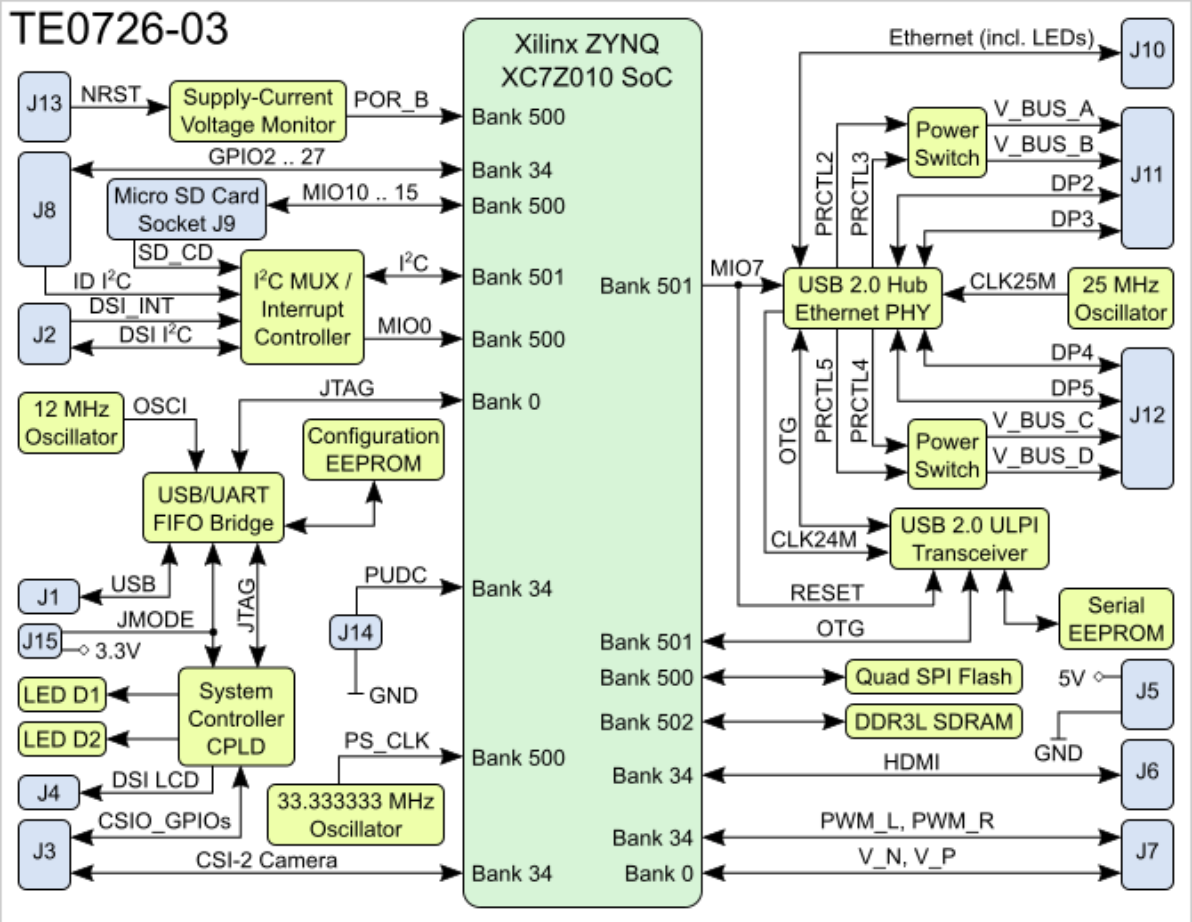 TE0726-03
Xilinx ZYNQ
XC7Z010 SoC
J13
NRST
Supply-Current
Voltage Monitor
POR_B
Bank 500
J8
GPIO2 .. 27
Bank 34
Micro SD Card
Socket J9
MIO10 .. 15
Bank 500
SD_CD
ID I²C
I²C MUX /
Interrupt
Controller
I²C
Bank 501
J2
DSI_INT
DSI I²C
MIO0
Bank 500
JTAG
Bank 0
12 MHz
Oscillator
OSCI
Configuration
EEPROM
USB/UART
FIFO Bridge
J1
USB
J15
JMODE
3.3V
JTAG
PUDC
Bank 34
J14
GND
LED D1
LED D2
System
Controller
CPLD
PS_CLK
Bank 500
33.333333 MHz
Oscillator
J4
DSI LCD
J3
CSIO_GPIOs
CSI-2 Camera
Bank 34
Ethernet (incl. LEDs)
J10
Power
Switch
V_BUS_A
V_BUS_B
J11
PRCTL2
PRCTL3
DP2
DP3
Bank 501
MIO7
USB 2.0 Hub
Ethernet PHY
CLK25M
25 MHz
Oscillator
OTG
PRCTL5
PRCTL4
DP4
DP5
J12
Power
Switch
V_BUS_C
V_BUS_D
CLK24M
USB 2.0 ULPI
Transceiver
RESET
Serial
EEPROM
Bank 501
OTG
Bank 500
Quad SPI Flash
5V
J5
GND
Bank 502
DDR3L SDRAM
Bank 34
HDMI
J6
Bank 34
PWM_L, PWM_R
J7
Bank 0
V_N, V_P